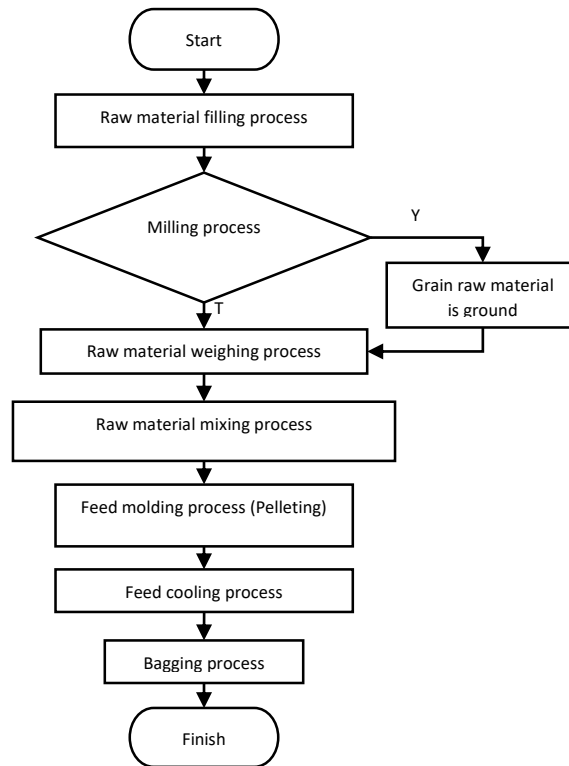 Start
Raw material filling process
Milling process
Y
Grain raw material
is ground
T
Raw material weighing process
Raw material mixing process
Feed molding process (Pelleting)
Feed cooling process
Bagging process
Finish